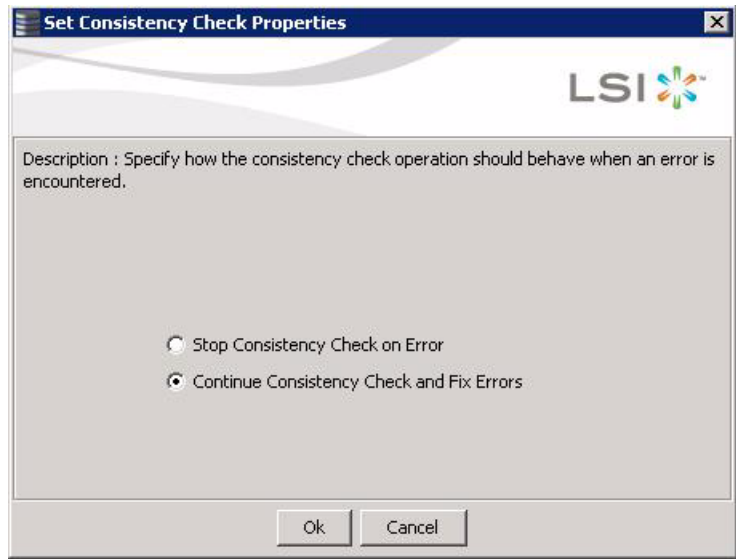 Set Consistency Check Properties
LSI
Description : Specify how the consistency check operation should behave when an error is
encountered.
Stop Consistency Check on Error
Continue Consistency Check and Fix Errors
Ok Cancel